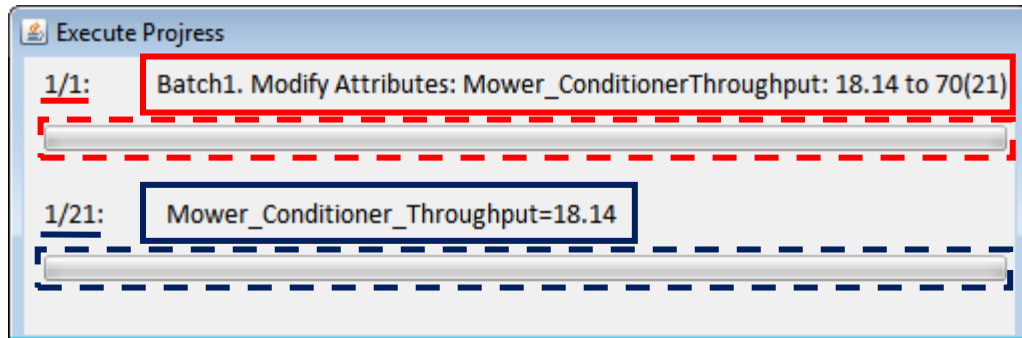 Execute Projress
1/1: Batch1. Modify Attributes: Mower_ConditionerThroughput: 18.14 to 70(21)
1/21: Mower_Conditioner_Throughput=18.14